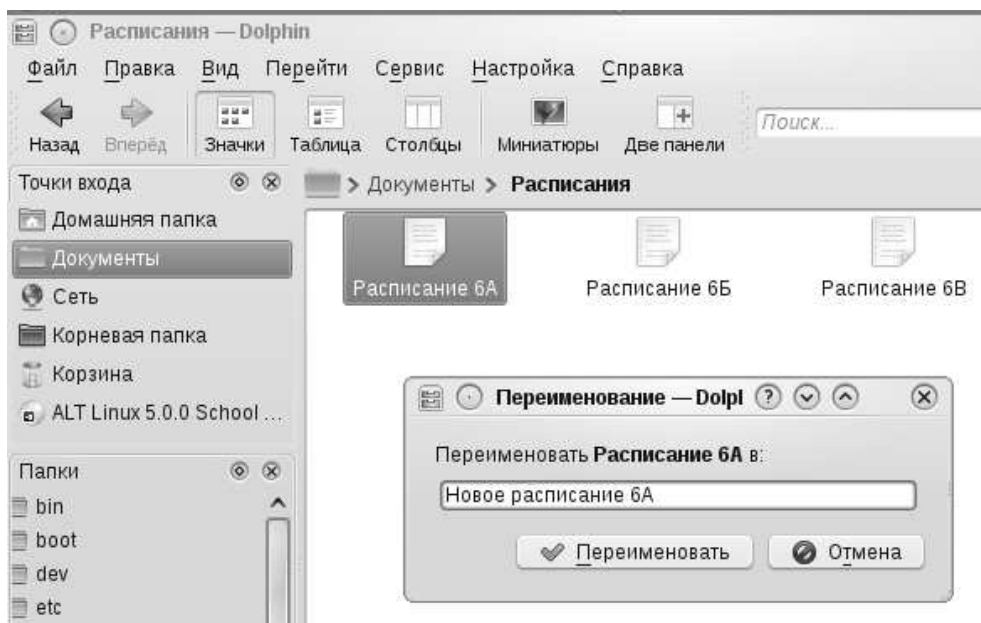 Расписания — Dolphin
Файл Правка Вид Перейти Сервис Настройка Справка
Назад Вперёд Значки Таблица Столбцы Миниатюры Две панели Поиск...
Точки входа
Домашняя папка
Документы
Сеть
Корневая папка
Корзина
ALT Linux 5.0.0 School ...
Папки
bin
boot
dev
etc
> Документы > Расписания
Расписание 6А Расписание 6Б Расписание 6В
Переименование — Dolpl
Переименовать Расписание 6А в:
Новое расписание 6А
Переименовать Отмена